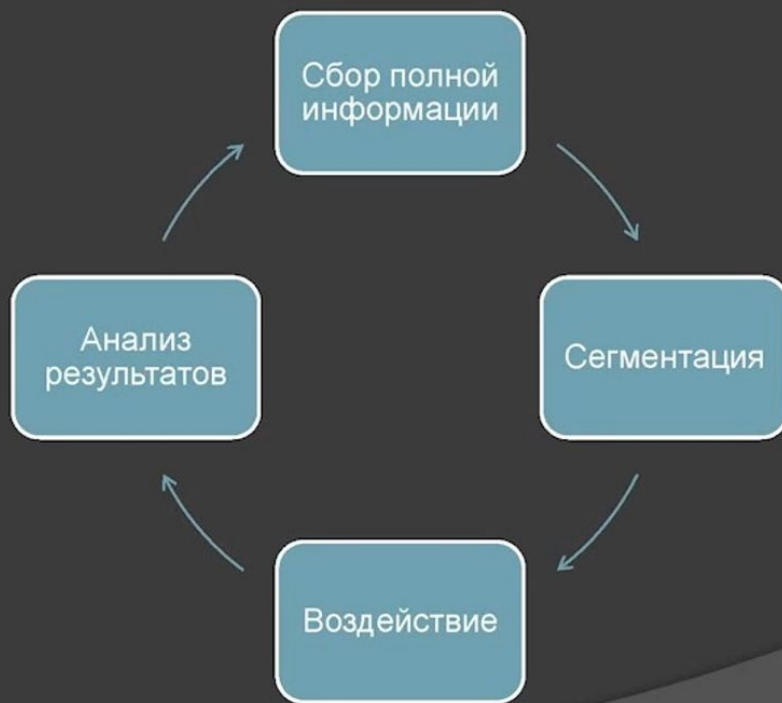 Сбор полной
информации
Сегментация
Воздействие
Анализ
результатов